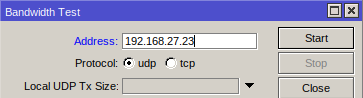 Bandwidth Test
Address: 192.168.27.23 Start
Protocol: udp tcp Stop
Local UDP Tx Size: Close